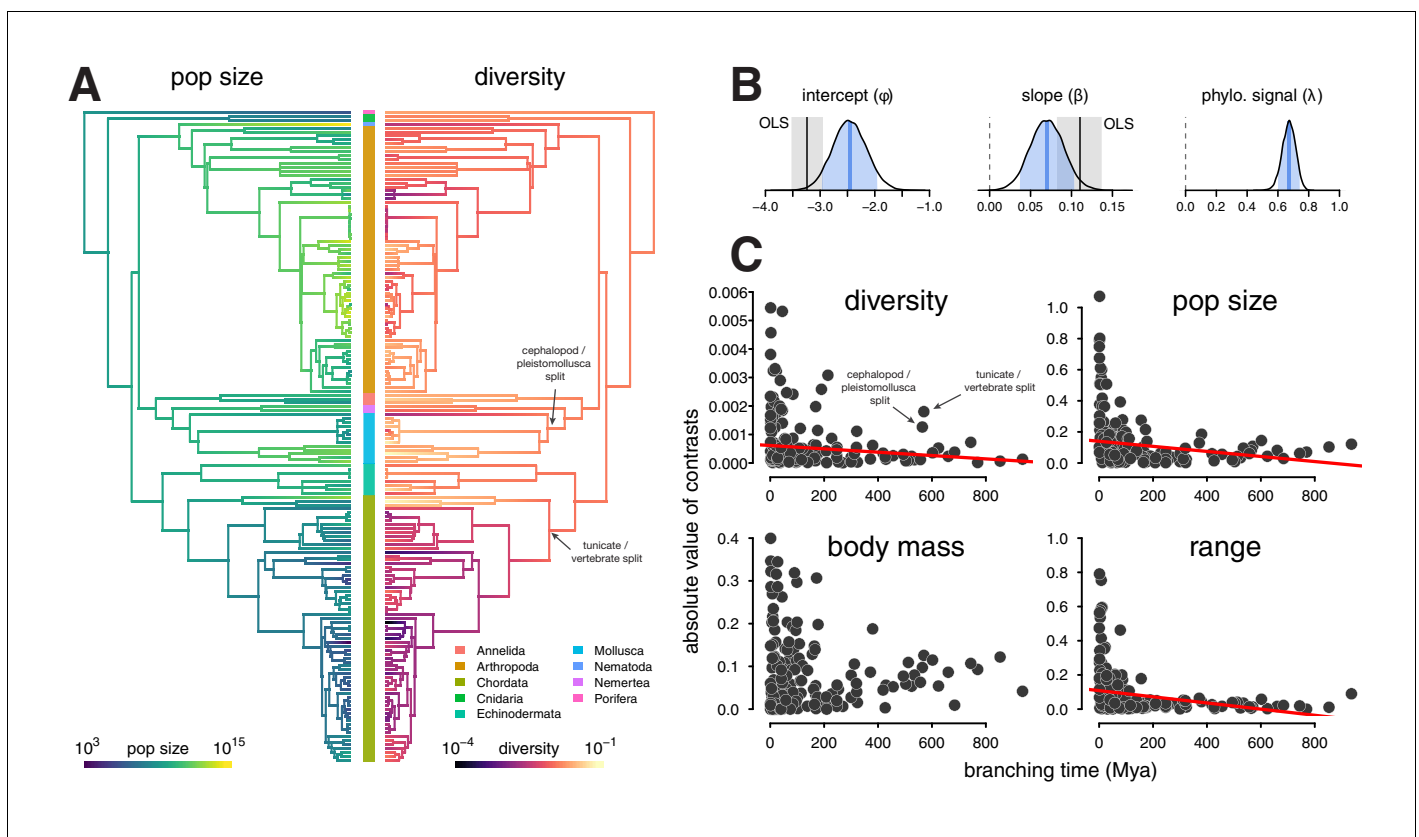 A
pop size
diversity
cephalopod /
pleistomollusca
split
tunicate /
vertebrate split
Annelida
Arthropoda
Chordata
Cnidaria
Echinodermata
Mollusca
Nematoda
Nemertea
Porifera
10³ pop size 10¹⁵
10⁻⁴ diversity 10⁻¹
B
intercept (φ)
OLS
−4.0 −3.0 −2.0 −1.0
slope (β)
OLS
0.00 0.05 0.10 0.15
phylo. signal (λ)
0.0 0.2 0.4 0.6 0.8 1.0
C
absolute value of contrasts
diversity
0.006
0.005
0.004
0.003
0.002
0.001
0.000
cephalopod /
pleistomollusca
split
tunicate /
vertebrate split
0 200 400 600 800
pop size
1.0
0.8
0.6
0.4
0.2
0.0
0 200 400 600 800
body mass
0.4
0.3
0.2
0.1
0.0
0 200 400 600 800
range
1.0
0.8
0.6
0.4
0.2
0.0
0 200 400 600 800
branching time (Mya)